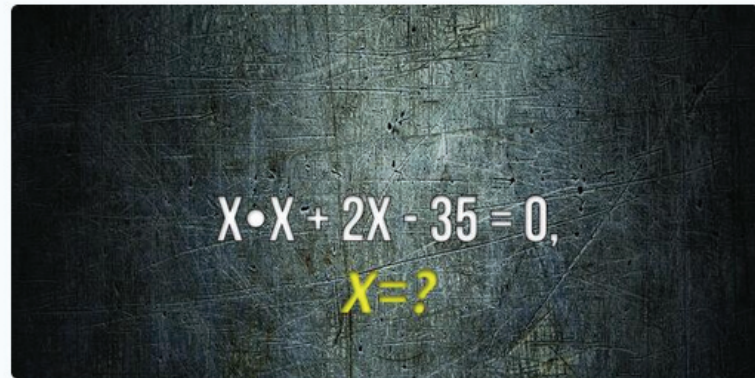 X•X + 2X - 35 = 0,
X=?